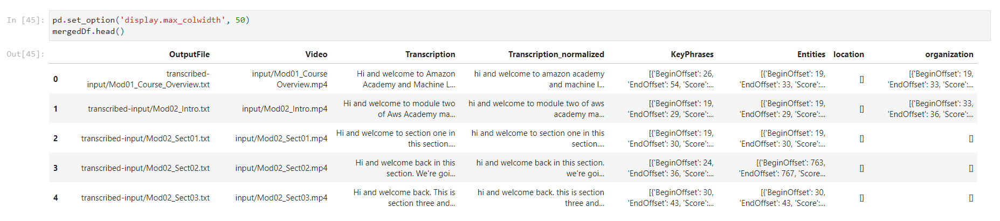 In [45]: pd.set_option('display.max_colwidth', 50)
mergedDf.head()
Out[45]:
OutputFile Video Transcription Transcription_normalized KeyPhrases Entities location organization
0 transcribed- input/Mod01_Course Hi and welcome to Amazon hi and welcome to amazon academy [{'BeginOffset': 26, [{'BeginOffset': 19, [] [{'BeginOffset': 19,
input/Mod01_Course_Overview.txt Overview.mp4 Academy and Machine L... and machine l... 'EndOffset': 54, 'Score':... 'EndOffset': 33, 'Score':... 'EndOffset': 33, 'Score':...
1 transcribed-input/Mod02_Intro.txt input/Mod02_Intro.mp4 Hi and welcome to module two hi and welcome to module two of aws [{'BeginOffset': 19, [{'BeginOffset': 19, [] [{'BeginOffset': 33,
of Aws Academy ma... academy ma... 'EndOffset': 29, 'Score':... 'EndOffset': 29, 'Score':... 'EndOffset': 36, 'Score':...
2 transcribed-input/Mod02_Sect01.txt input/Mod02_Sect01.mp4 Hi and welcome to section one in hi and welcome to section one in this [{'BeginOffset': 19, [{'BeginOffset': 19, [] []
this section.... section.... 'EndOffset': 30, 'Score':... 'EndOffset': 30, 'Score':...
3 transcribed-input/Mod02_Sect02.txt input/Mod02_Sect02.mp4 Hi and welcome back in this hi and welcome back in this section. [{'BeginOffset': 24, [{'BeginOffset': 763, [] []
section. We're goi... we're goi... 'EndOffset': 36, 'Score':... 'EndOffset': 767, 'Score...
4 transcribed-input/Mod02_Sect03.txt input/Mod02_Sect03.mp4 Hi and welcome back. This is hi and welcome back. this is section [{'BeginOffset': 30, [{'BeginOffset': 30, [] []
section three and... three and... 'EndOffset': 43, 'Score':... 'EndOffset': 43, 'Score':...